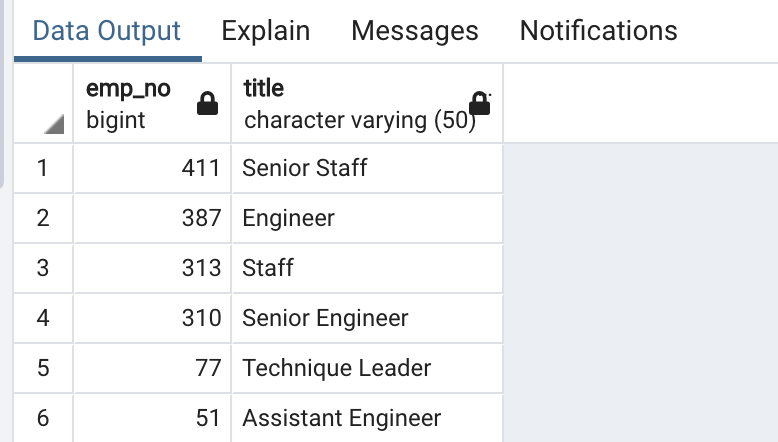 Data Output Explain Messages Notifications
emp_no title
bigint character varying (50)
1 411 Senior Staff
2 387 Engineer
3 313 Staff
4 310 Senior Engineer
5 77 Technique Leader
6 51 Assistant Engineer